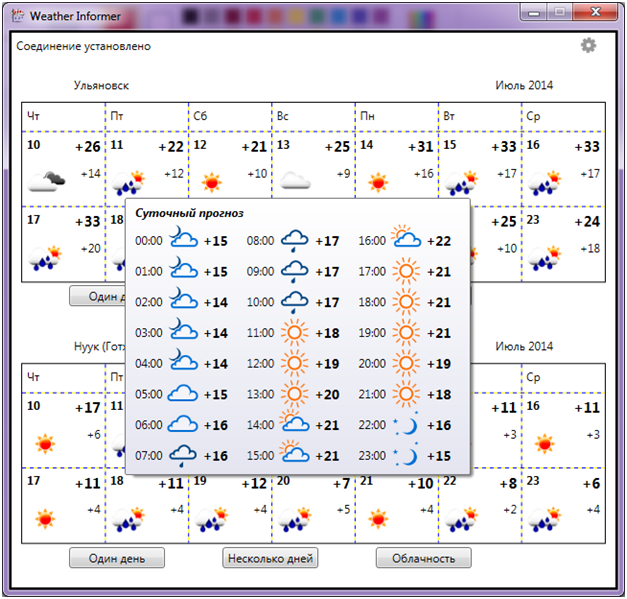 Weather Informer
Соединение установлено
Ульяновск Июль 2014
Чт Пт Сб Вс Пн Вт Ср
10 +26 11 +22 12 +21 13 +25 14 +31 15 +33 16 +33
+14 +12 +10 +9 +16 +17 +17
17 +33 18 +25 23 +24
+20 +10 +18
Суточный прогноз
00:00 +15 08:00 +17 16:00 +22
01:00 +15 09:00 +17 17:00 +21
02:00 +14 10:00 +17 18:00 +21
03:00 +14 11:00 +18 19:00 +21
04:00 +14 12:00 +19 20:00 +19
05:00 +15 13:00 +20 21:00 +18
06:00 +16 14:00 +21 22:00 +16
07:00 +16 15:00 +21 23:00 +15
Один
Нуук Июль 2014
Чт Пт Ср
10 +17 11 +11 16 +11
+6 +3 +3
17 +11 18 +11 19 +12 20 +7 21 +10 22 +8 23 +6
+4 +4 +4 +5 +4 +2 +4
Один день Несколько дней Облачность